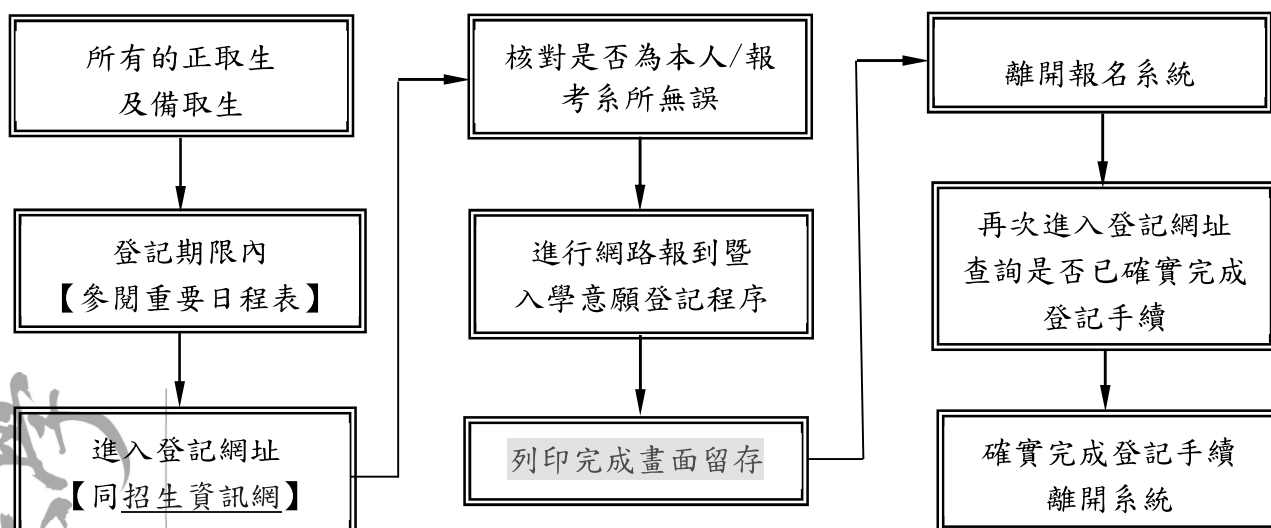 所有的正取生
及備取生
登記期限內
【參閱重要日程表】
進入登記網址
【同招生資訊網】
核對是否為本人/報
考系所無誤
進行網路報到暨
入學意願登記程序
列印完成畫面留存
離開報名系統
再次進入登記網址
查詢是否已確實完成
登記手續
確實完成登記手續
離開系統